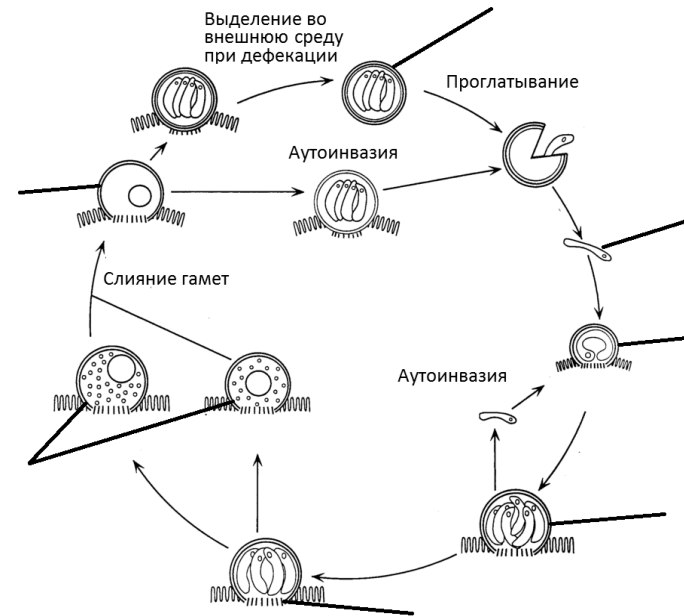 Выделение во
внешнюю среду
при дефекации
Проглатывание
Аутоинвазия
Слияние гамет
Аутоинвазия